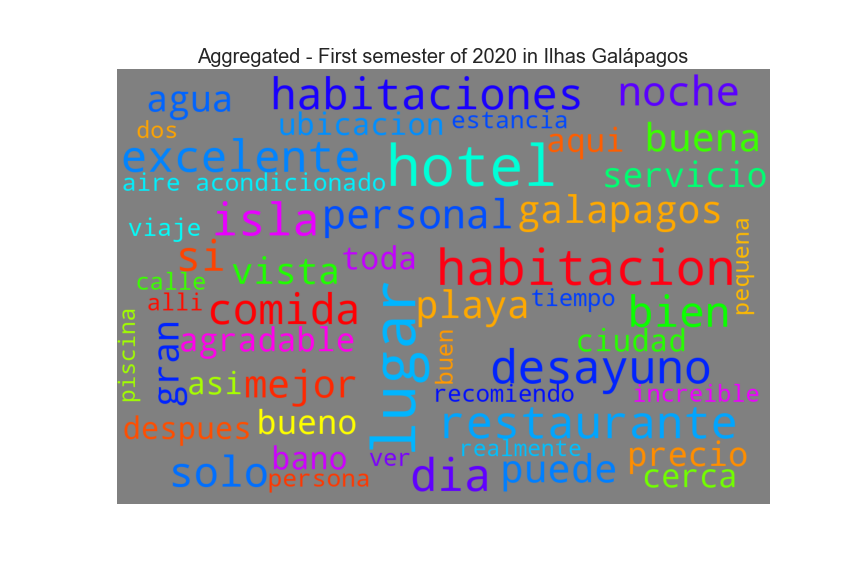 Aggregated - First semester of 2020 in Ilhas Galápagos
agua
habitaciones
noche
dos
ubicacion
estancia
aqui
buena
excelente
hotel
servicio
aire acondicionado
viaje
isla
personal
galapagos
si
vista
toda
habitacion
pequena
calle
alli
comida
lugar
playa
tiempo
bien
piscina
gran
agradable
buen
ciudad
asi
mejor
desayuno
recomiendo
increible
despues
bueno
restaurante
solo
bano
ver
realmente
precio
persona
dia
puede
cerca